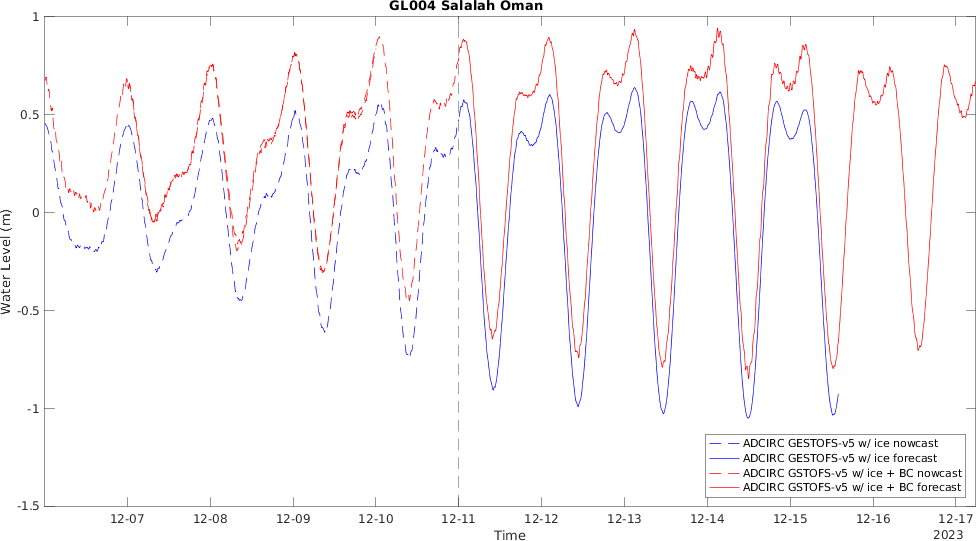 GL004 Salalah Oman
1
0.5
0
-0.5
-1
-1.5
Water Level (m)
ADCIRC GESTOFS-v5 w/ ice nowcast
ADCIRC GESTOFS-v5 w/ ice forecast
ADCIRC GSTOFS-v5 w/ ice + BC nowcast
ADCIRC GSTOFS-v5 w/ ice + BC forecast
12-07 12-08 12-09 12-10 12-11 12-12 12-13 12-14 12-15 12-16 12-17
Time
2023